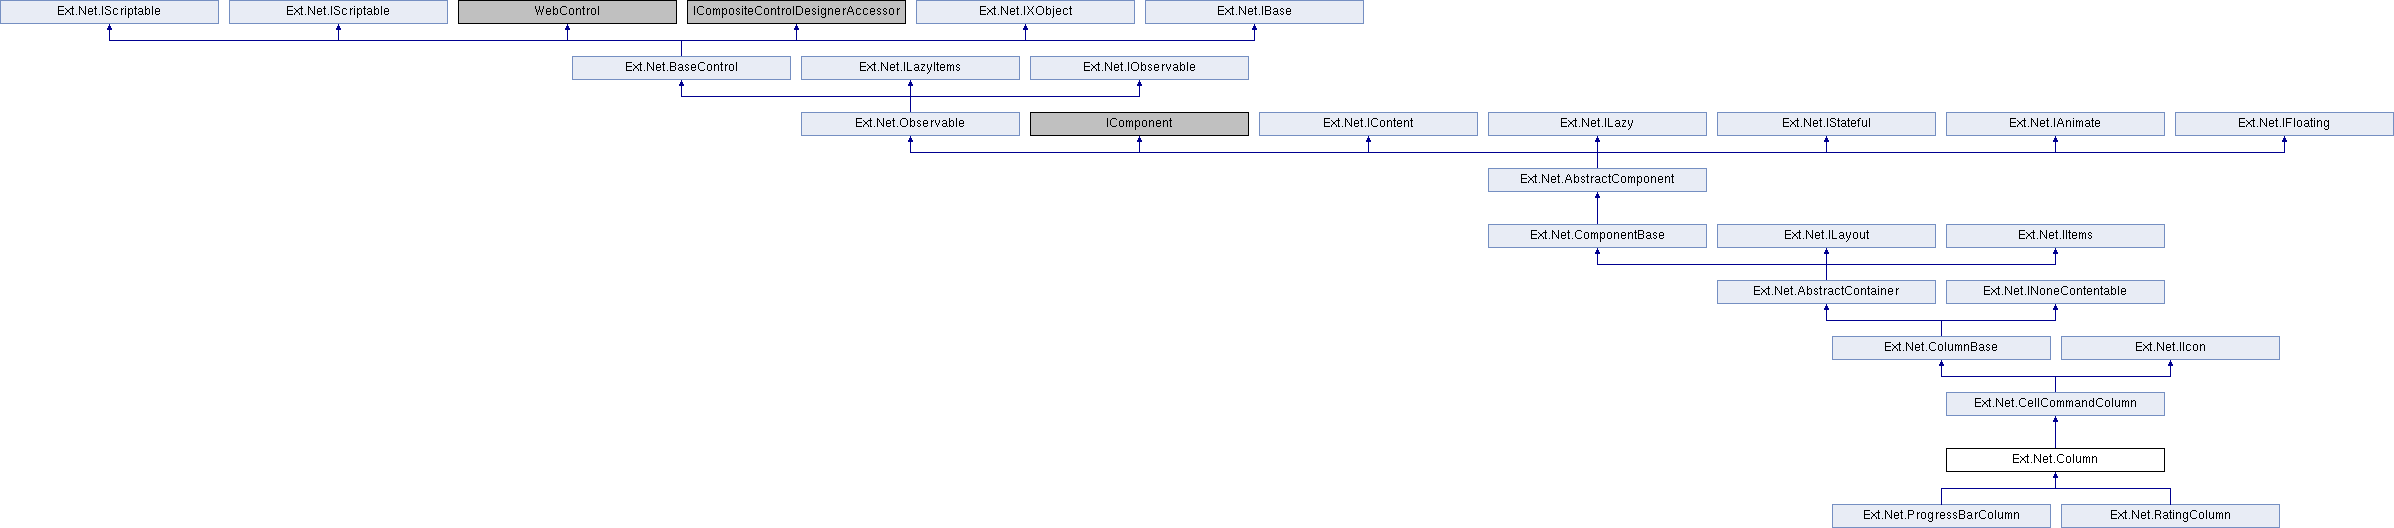 Ext.Net.IScriptable
Ext.Net.IScriptable
WebControl
ICompositeControlDesignerAccessor
Ext.Net.IXObject
Ext.Net.IBase
Ext.Net.BaseControl
Ext.Net.ILazyItems
Ext.Net.IObservable
Ext.Net.Observable
IComponent
Ext.Net.IContent
Ext.Net.ILazy
Ext.Net.IStateful
Ext.Net.IAnimate
Ext.Net.IFloating
Ext.Net.AbstractComponent
Ext.Net.ComponentBase
Ext.Net.ILayout
Ext.Net.IItems
Ext.Net.AbstractContainer
Ext.Net.INoneContentable
Ext.Net.ColumnBase
Ext.Net.IIcon
Ext.Net.CellCommandColumn
Ext.Net.Column
Ext.Net.ProgressBarColumn
Ext.Net.RatingColumn